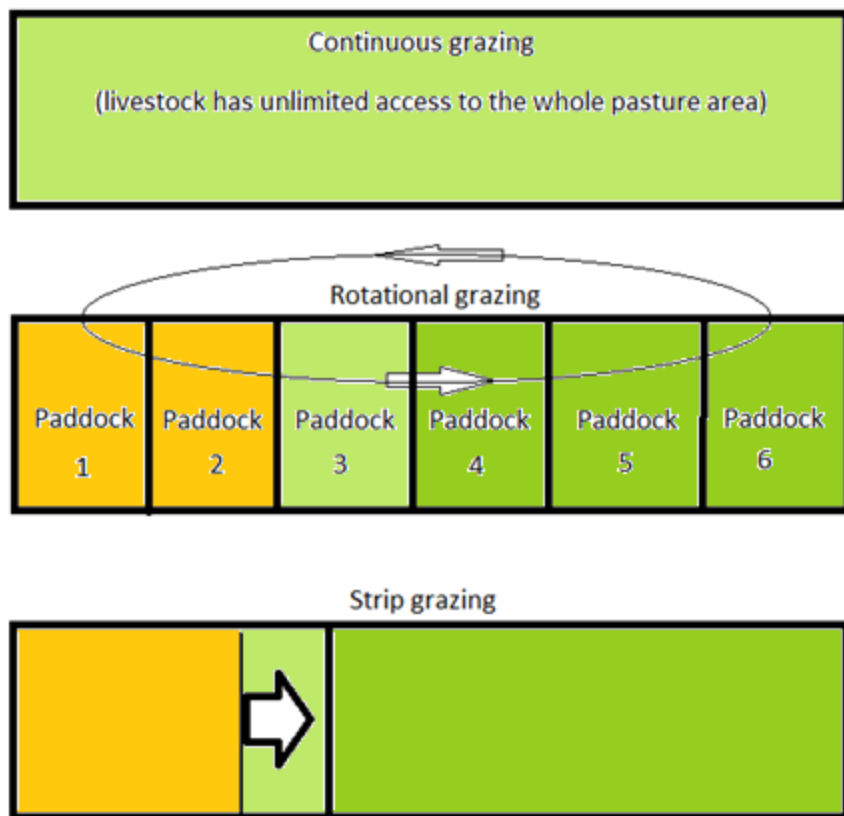 Continuous grazing
(livestock has unlimited access to the whole pasture area)
Rotational grazing
Paddock 1
Paddock 2
Paddock 3
Paddock 4
Paddock 5
Paddock 6
Strip grazing